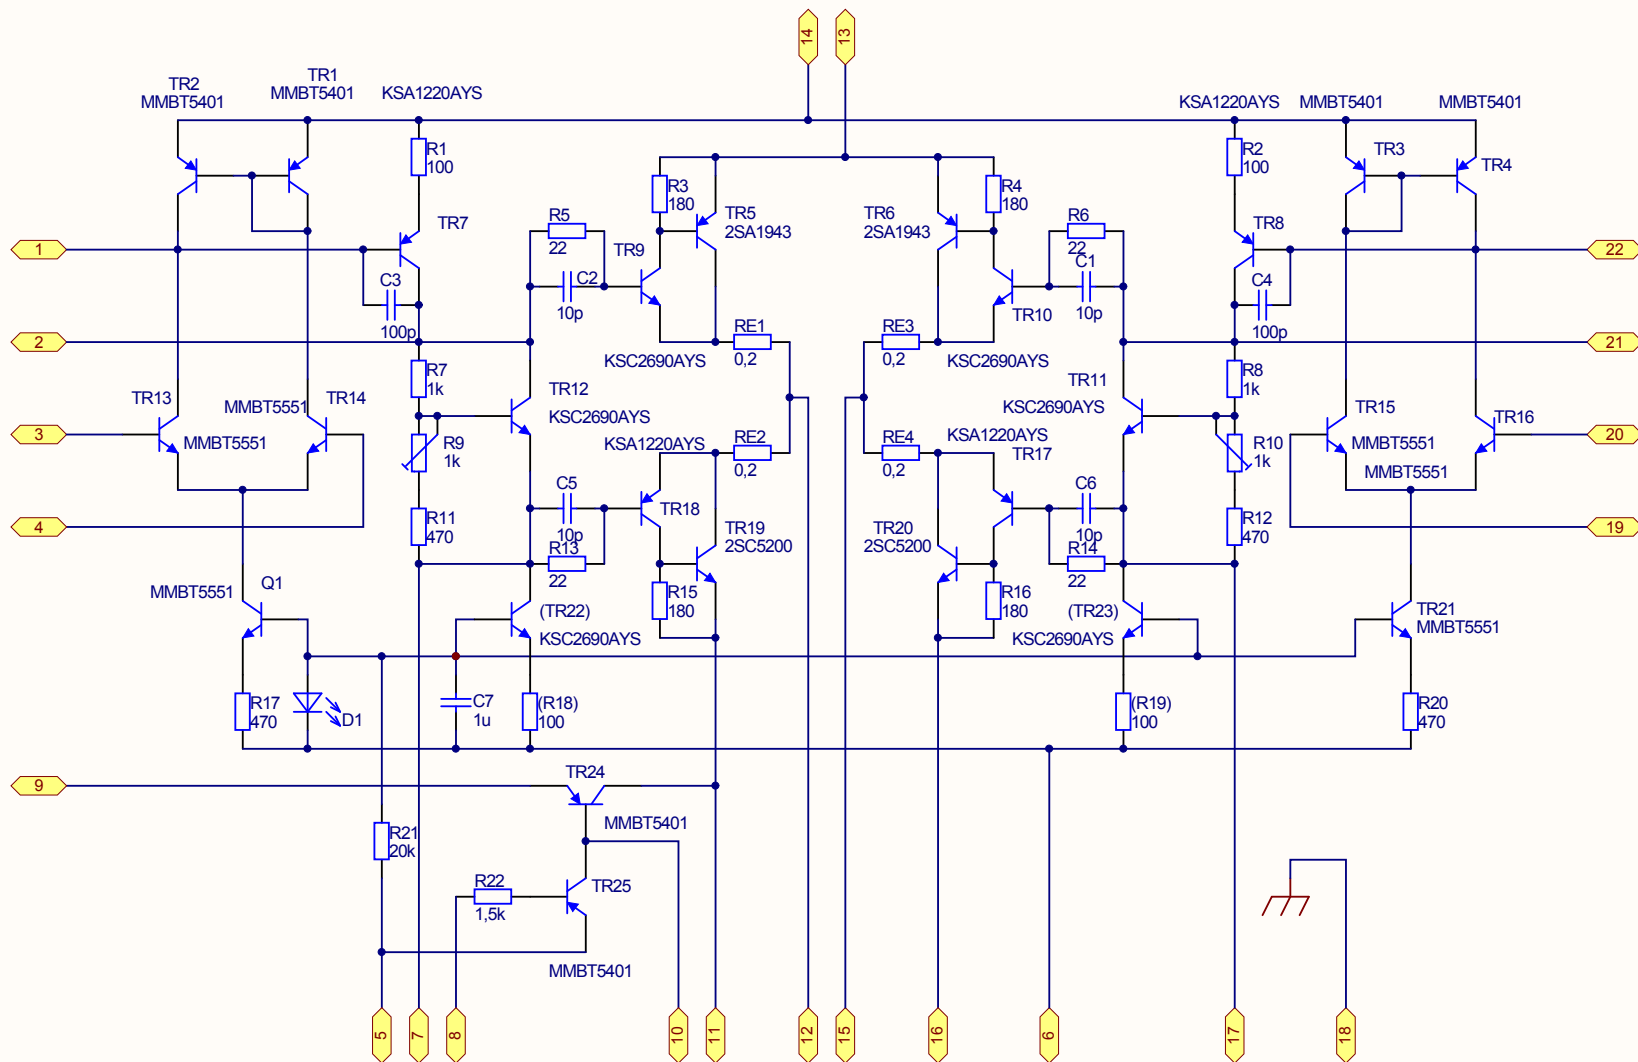 14
13
TR2
MMBT5401
TR1
MMBT5401
KSA1220AYS
KSA1220AYS
MMBT5401
MMBT5401
R1
100
R2
100
TR3
TR4
R3
180
R4
180
R5
22
R6
22
TR7
TR5
2SA1943
TR6
2SA1943
TR8
1
22
TR9
C3
100p
C2
10p
C1
10p
C4
100p
TR10
2
RE1
0,2
RE3
0,2
21
KSC2690AYS
KSC2690AYS
R7
1k
R8
1k
TR13
MMBT5551
MMBT5551
TR14
TR12
KSC2690AYS
TR11
KSC2690AYS
TR15
MMBT5551
TR16
MMBT5551
3
R9
1k
KSA1220AYS
RE2
0,2
RE4
0,2
KSA1220AYS
TR17
R10
1k
20
C5
10p
TR18
C6
10p
4
R11
470
TR19
2SC5200
TR20
2SC5200
R12
470
19
R13
22
R14
22
MMBT5551
Q1
(TR22)
KSC2690AYS
R15
180
R16
180
(TR23)
KSC2690AYS
TR21
MMBT5551
R17
470
D1
C7
1u
(R18)
100
(R19)
100
R20
470
9
TR24
MMBT5401
R21
20k
R22
1,5k
TR25
MMBT5401
5
7
8
10
11
12
15
16
6
17
18